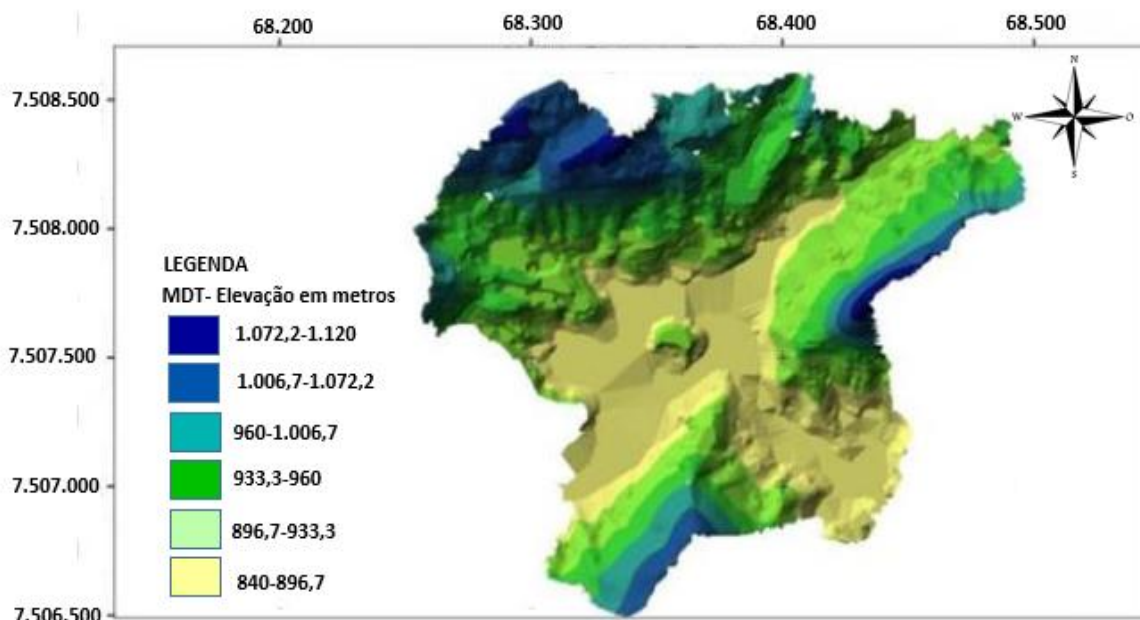 68.200 68.300 68.400 68.500
N
W O
S
7.508.500
7.508.000
7.507.500
7.507.000
7.506.500
LEGENDA
MDT- Elevação em metros
1.072,2-1.120
1.006,7-1.072,2
960-1.006,7
933,3-960
896,7-933,3
840-896,7